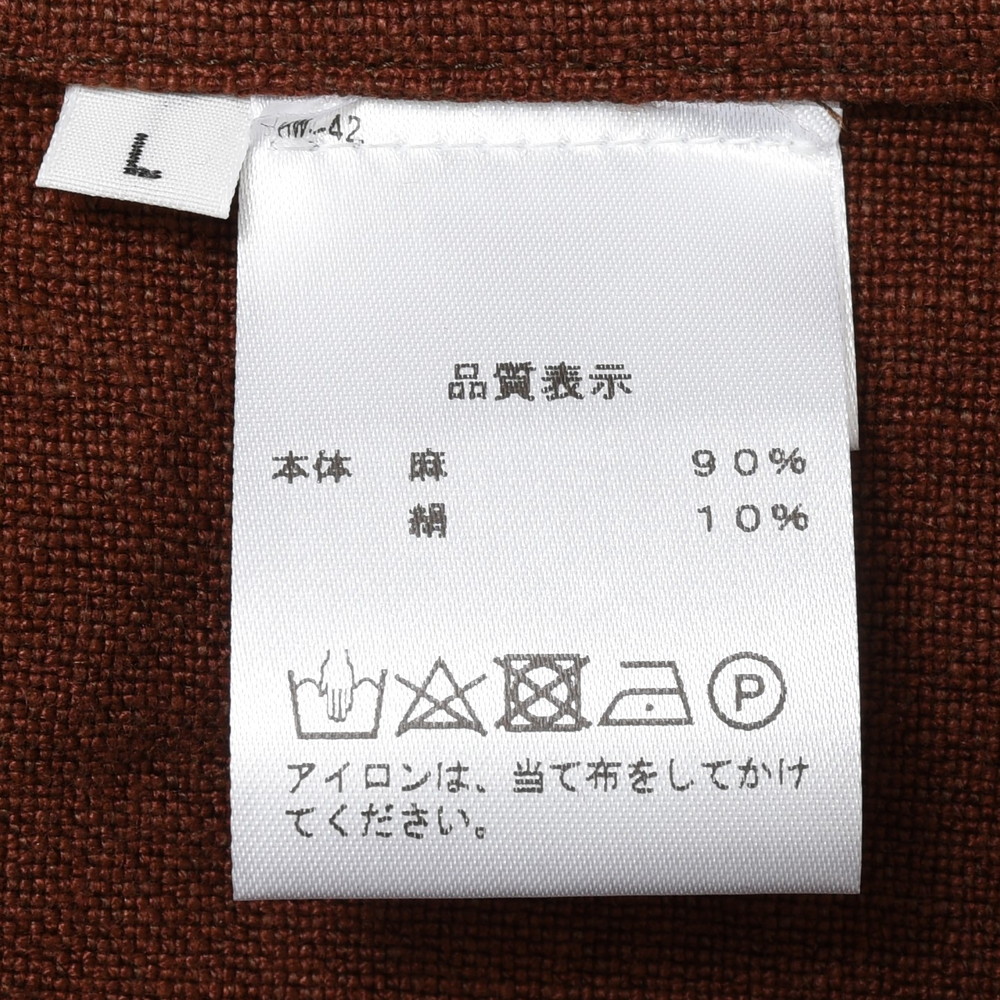 L
品質表示
本体 麻 90%
絹 10%
P
アイロンは、当て布をしてかけ
てください。